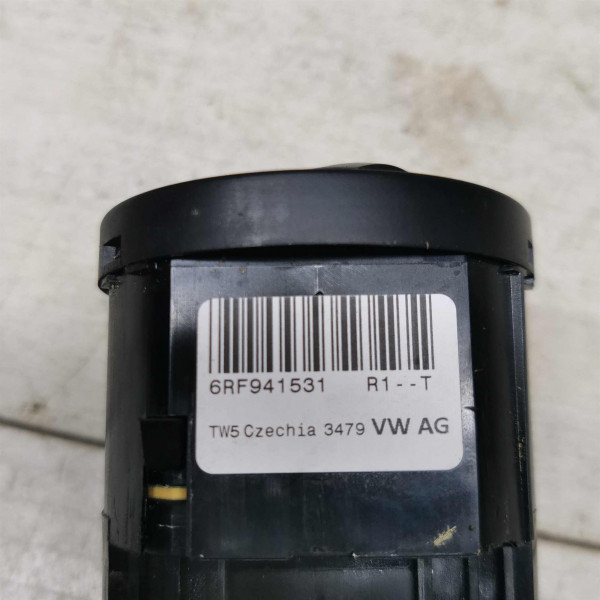 6RF941531 R1--T
TW5 Czechia 3479 VW AG